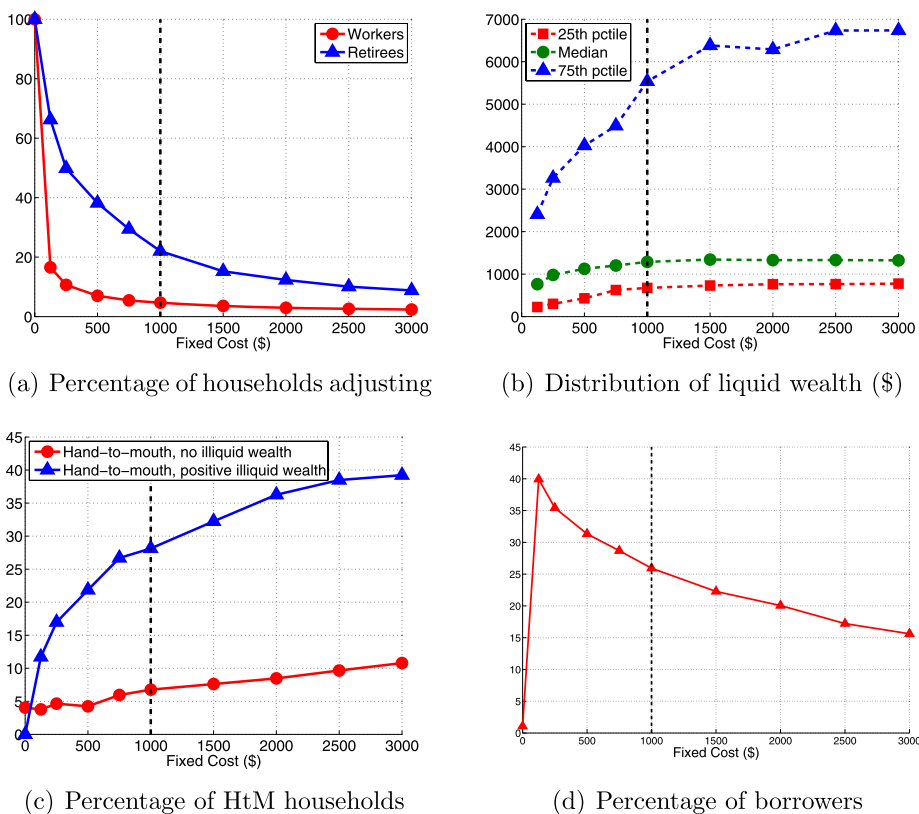 100
80
60
40
20
0
0 500 1000 1500 2000 2500 3000
Fixed Cost ($)
Workers
Retirees
(a) Percentage of households adjusting
7000
6000
5000
4000
3000
2000
1000
0
0 500 1000 1500 2000 2500 3000
Fixed Cost ($)
25th pctile
Median
75th pctile
(b) Distribution of liquid wealth ($)
45
40
35
30
25
20
15
10
5
0
0 500 1000 1500 2000 2500 3000
Fixed Cost ($)
Hand−to−mouth, no illiquid wealth
Hand−to−mouth, positive illiquid wealth
(c) Percentage of HtM households
45
40
35
30
25
20
15
10
5
0
0 500 1000 1500 2000 2500 3000
Fixed Cost ($)
(d) Percentage of borrowers